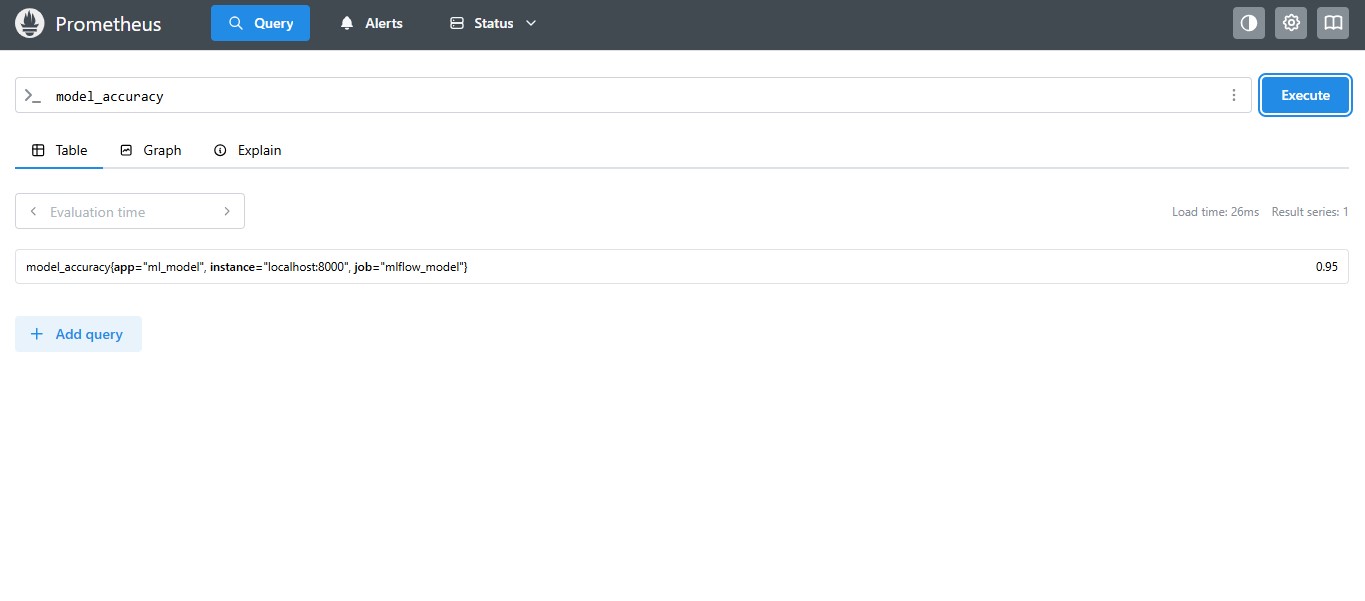 Prometheus Query Alerts Status
model_accuracy Execute
Table Graph Explain
Evaluation time Load time: 26ms Result series: 1
model_accuracy{app="ml_model", instance="localhost:8000", job="mlflow_model"} 0.95
Add query